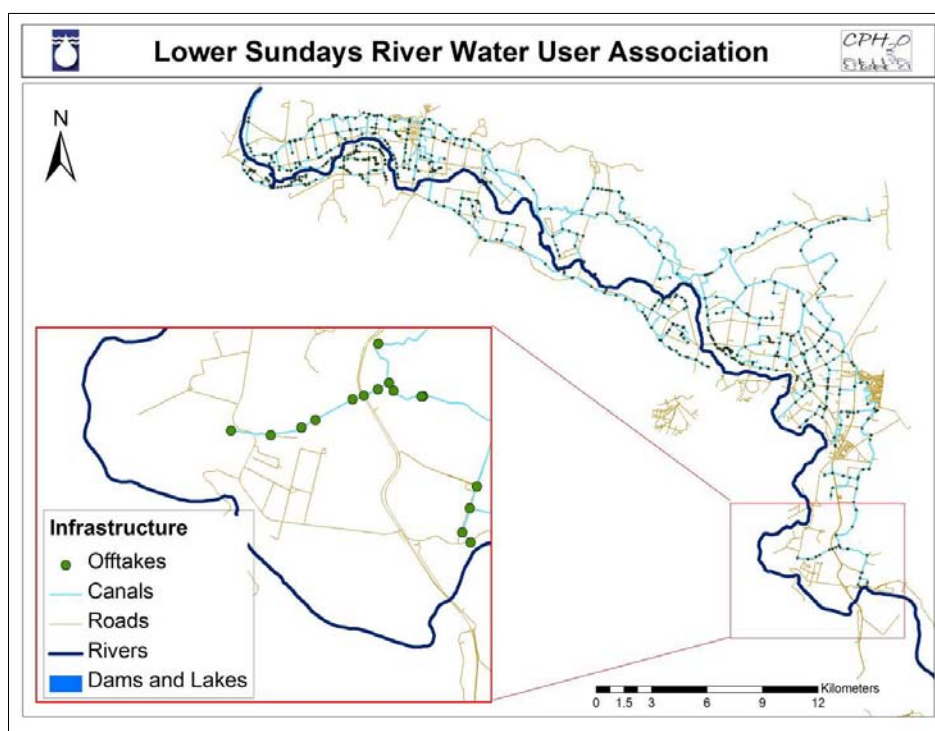 Lower Sundays River Water User Association
CPH2O
N
Infrastructure
Offtakes
Canals
Roads
Rivers
Dams and Lakes
Kilometers
0 1.5 3 6 9 12